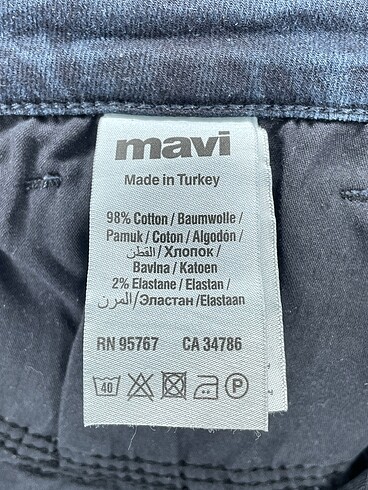 mavi
Made in Turkey
98% Cotton / Baumwolle /
Pamuk / Coton / Algodón /
القطن / Хлопок /
Bavlna / Katoen
2% Elastane / Elastan /
المرن / Эластан / Elastaan
RN 95767 CA 34786
40 P